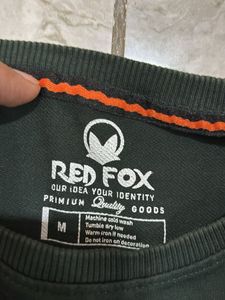 RED FOX
OUR IDEA YOUR IDENTITY
PRIMIUM Quality GOODS
M
Machine cold wash
Tumble dry low
Warm iron if needed
Do not iron on decoration